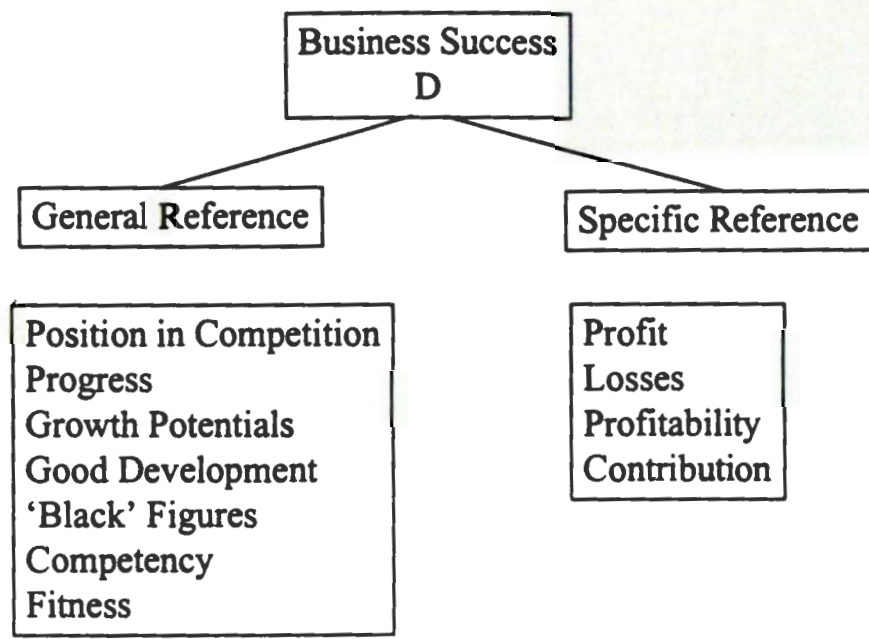 Business Success
D
General Reference
Specific Reference
Position in Competition
Progress
Growth Potentials
Good Development
‘Black’ Figures
Competency
Fitness
Profit
Losses
Profitability
Contribution